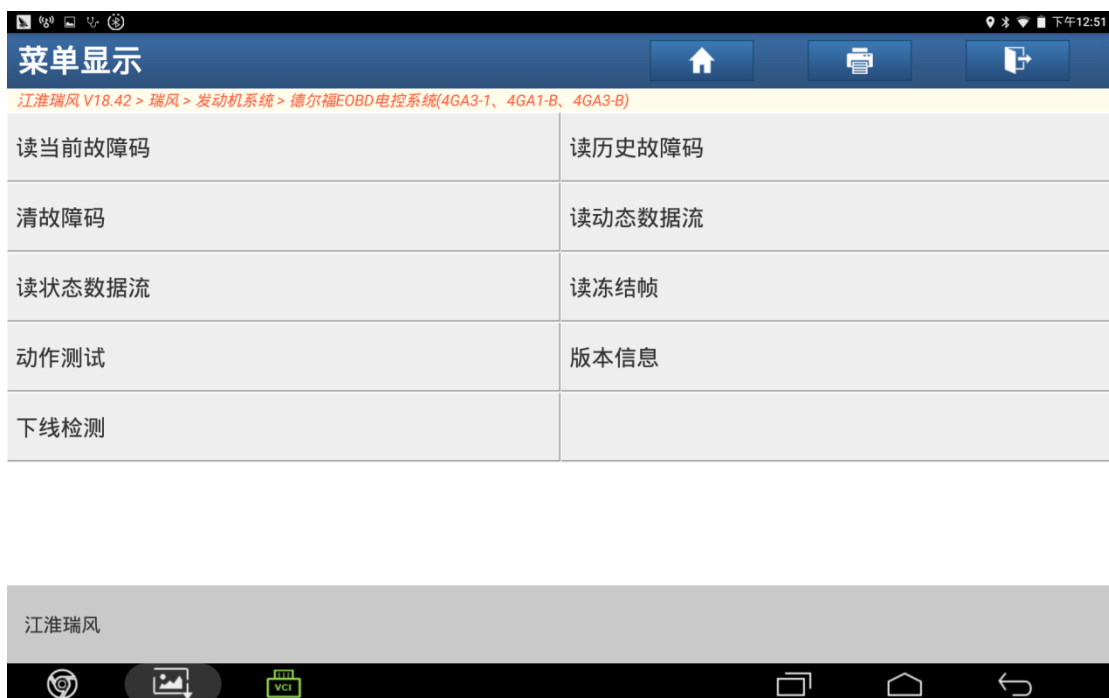 下午12:51
菜单显示
江淮瑞风 V18.42 > 瑞风 > 发动机系统 > 德尔福EOBD电控系统(4GA3-1、4GA1-B、4GA3-B)
读当前故障码
读历史故障码
清故障码
读动态数据流
读状态数据流
读冻结帧
动作测试
版本信息
下线检测
江淮瑞风
VCI